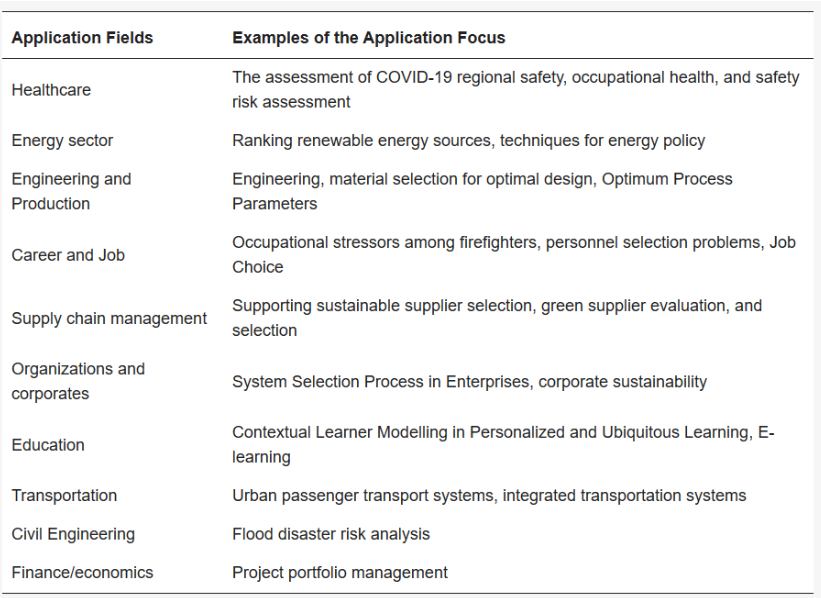 Application Fields Examples of the Application Focus
Healthcare The assessment of COVID-19 regional safety, occupational health, and safety
risk assessment
Energy sector Ranking renewable energy sources, techniques for energy policy
Engineering and Engineering, material selection for optimal design, Optimum Process
Production Parameters
Career and Job Occupational stressors among firefighters, personnel selection problems, Job
Choice
Supply chain management Supporting sustainable supplier selection, green supplier evaluation, and
selection
Organizations and
corporates
System Selection Process in Enterprises, corporate sustainability
Education Contextual Learner Modelling in Personalized and Ubiquitous Learning, E-
learning
Transportation Urban passenger transport systems, integrated transportation systems
Civil Engineering Flood disaster risk analysis
Finance/economics Project portfolio management